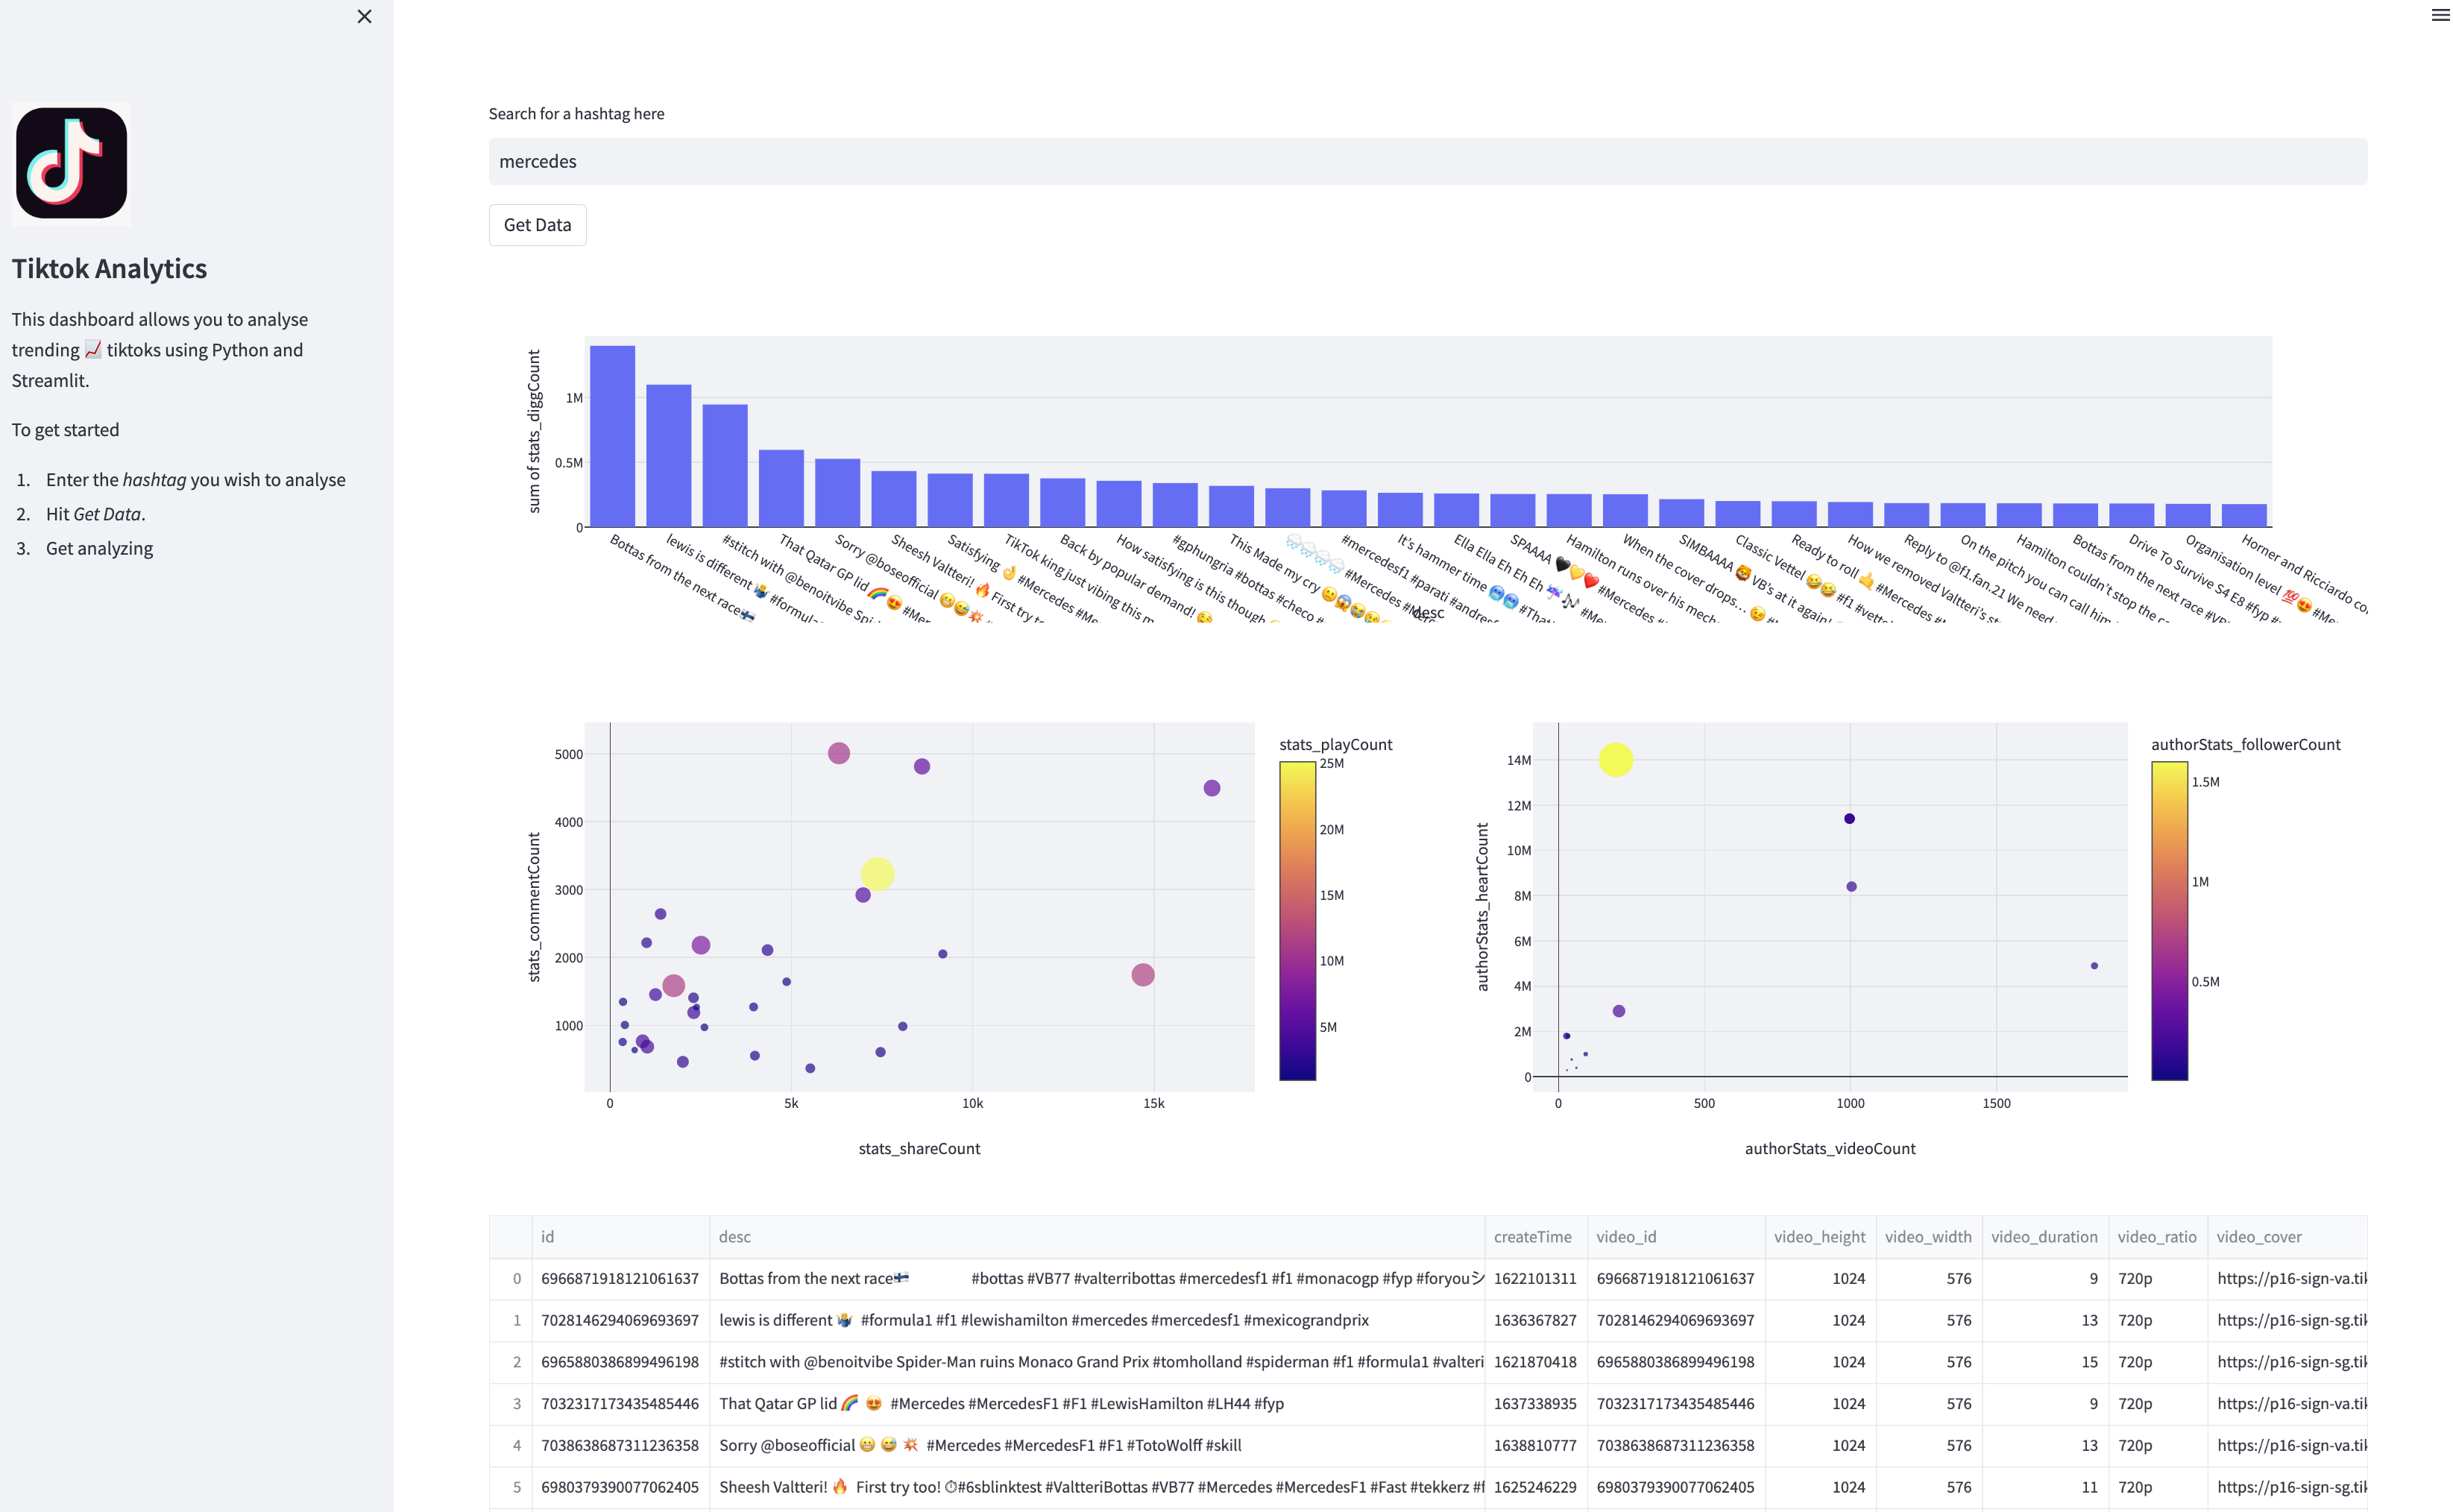 Tiktok Analytics
This dashboard allows you to analyse
trending 📈 tiktoks using Python and
Streamlit.
To get started
1. Enter the hashtag you wish to analyse
2. Hit Get Data.
3. Get analyzing
Search for a hashtag here
mercedes
Get Data
sum of stats_diggCount
1M
0.5M
0
Bottas from the next race🇫🇮
lewis is different 🤷‍♂️ #formula
#stitch with @benoitvibe Spid
That Qatar GP lid 🌈😍 #Mer
Sorry @boseofficial 😬😅💥
Sheesh Valtteri! 🔥 First try to
Satisfying 👌 #Mercedes #Me
TikTok king just vibing this m
Back by popular demand! 😏
How satisfying is this though
#gphungria #bottas #checo #
This Made my cry 🙂😱😭😢
🌧🌧🌧🌧 #Mercedes #Merc
#mercedesf1 #parati #andresf
It's hammer time 🥶🥶 #That
Ella Ella Eh Eh Eh ☔🎶 #Me
SPAAAA 🖤💛❤️ #Mercedes #
Hamilton runs over his mech
When the cover drops... 😉 #
SIMBAAAA 🦁 VB's at it again!
Classic Vettel 😂😂 #f1 #vette
Ready to roll 🤙 #Mercedes #
How we removed Valtteri's st
Reply to @f1.fan.21 We need
On the pitch you can call him
Hamilton couldn't stop the c
Bottas from the next race #VB
Drive To Survive S4 E8 #fyp #
Organisation level 💯😍 #Me
Horner and Ricciardo co
desc
stats_commentCount
5000
4000
3000
2000
1000
0 5k 10k 15k
stats_shareCount
stats_playCount
25M
20M
15M
10M
5M
authorStats_heartCount
14M
12M
10M
8M
6M
4M
2M
0
0 500 1000 1500
authorStats_videoCount
authorStats_followerCount
1.5M
1M
0.5M
id desc createTime video_id video_height video_width video_duration video_ratio video_cover
0 6966871918121061637 Bottas from the next race🇫🇮 #bottas #VB77 #valterribottas #mercedesf1 #f1 #monacogp #fyp #foryouシ 1622101311 6966871918121061637 1024 576 9 720p https://p16-sign-va.tik
1 7028146294069693697 lewis is different 🤷‍♂️ #formula1 #f1 #lewishamilton #mercedes #mercedesf1 #mexicograndprix 1636367827 7028146294069693697 1024 576 13 720p https://p16-sign-sg.tik
2 6965880386899496198 #stitch with @benoitvibe Spider-Man ruins Monaco Grand Prix #tomholland #spiderman #f1 #formula1 #valteri 1621870418 6965880386899496198 1024 576 15 720p https://p16-sign-sg.tik
3 7032317173435485446 That Qatar GP lid 🌈 😍 #Mercedes #MercedesF1 #F1 #LewisHamilton #LH44 #fyp 1637338935 7032317173435485446 1024 576 9 720p https://p16-sign-va.tik
4 7038638687311236358 Sorry @boseofficial 😬 😅 💥 #Mercedes #MercedesF1 #F1 #TotoWolff #skill 1638810777 7038638687311236358 1024 576 13 720p https://p16-sign-va.tik
5 6980379390077062405 Sheesh Valtteri! 🔥 First try too! ⏱#6sblinktest #ValtteriBottas #VB77 #Mercedes #MercedesF1 #Fast #tekkerz #f 1625246229 6980379390077062405 1024 576 11 720p https://p16-sign-sg.tik